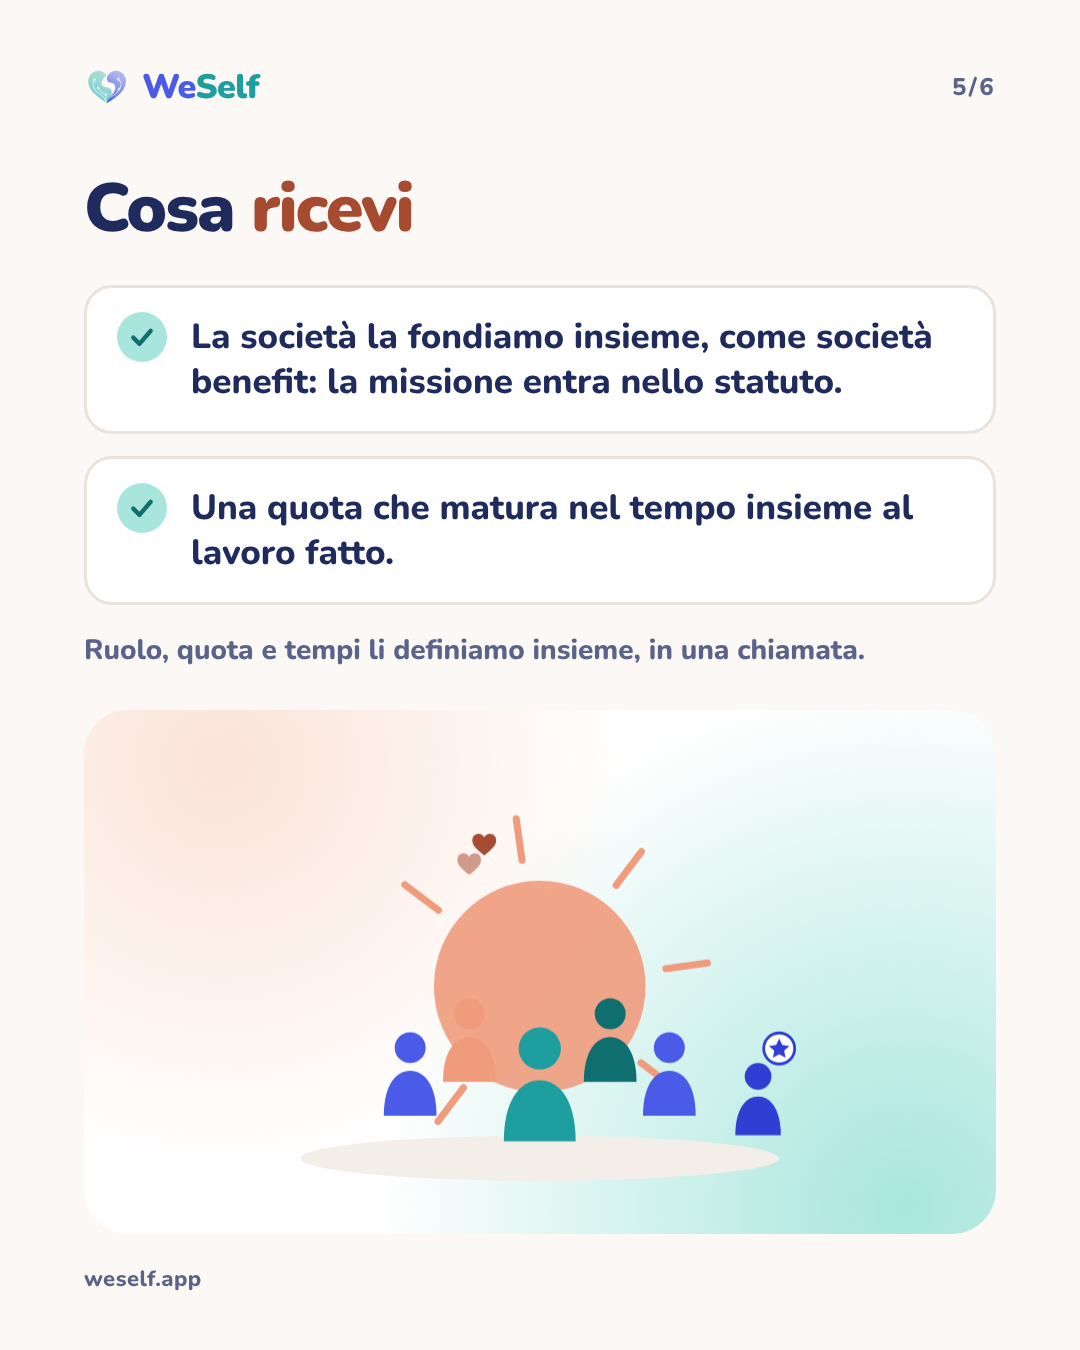 WeSelf
5/6
Cosa ricevi
La società la fondiamo insieme, come società
benefit: la missione entra nello statuto.
Una quota che matura nel tempo insieme al
lavoro fatto.
Ruolo, quota e tempi li definiamo insieme, in una chiamata.
weself.app